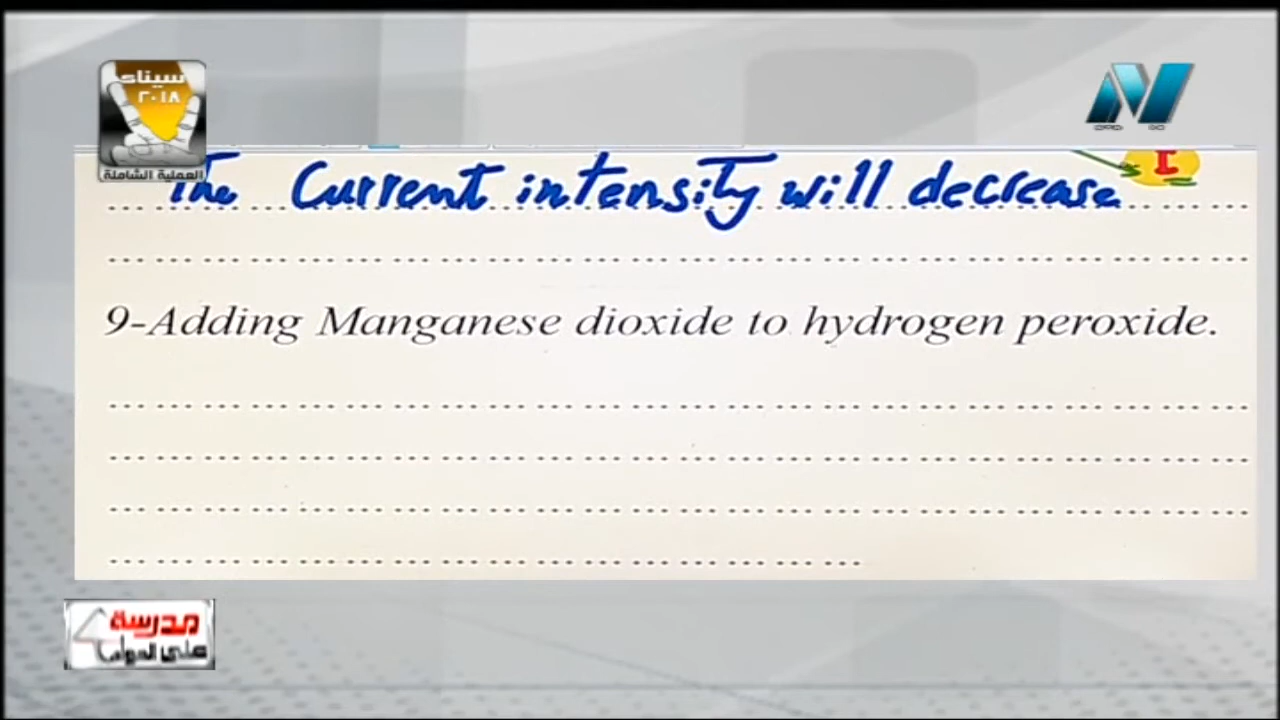 سيناء
٢٠١٨
العملية الشاملة
The Current intensity will decrease
I
9-Adding Manganese dioxide to hydrogen peroxide.
مدرسة
على الهواء